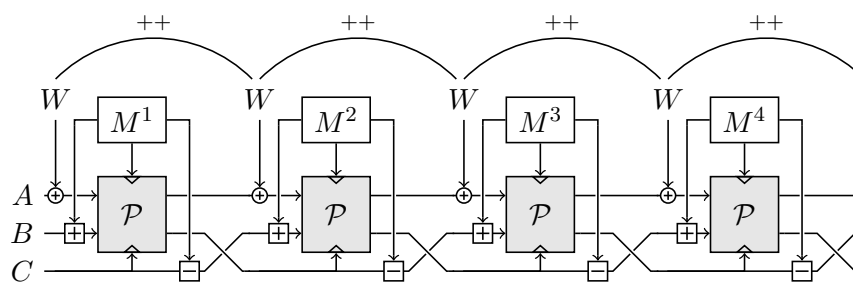 ++ ++ ++ ++
W M¹ W M² W M³ W M⁴
A ⊕ 𝒫 ⊕ 𝒫 ⊕ 𝒫 ⊕ 𝒫
B ⊞ ⊞ ⊞ ⊞
C ⊟ ⊟ ⊟ ⊟